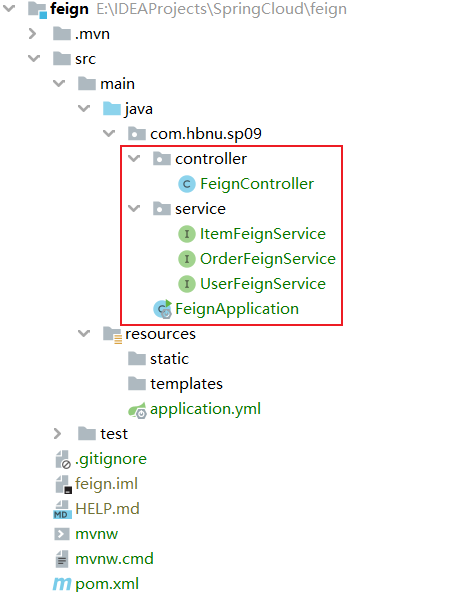 feign E:\IDEAProjects\SpringCloud\feign
.mvn
src
main
java
com.hbnu.sp09
controller
C FeignController
service
I ItemFeignService
I OrderFeignService
I UserFeignService
C FeignApplication
resources
static
templates
application.yml
test
.gitignore
feign.iml
MD HELP.md
mvnw
mvnw.cmd
m pom.xml